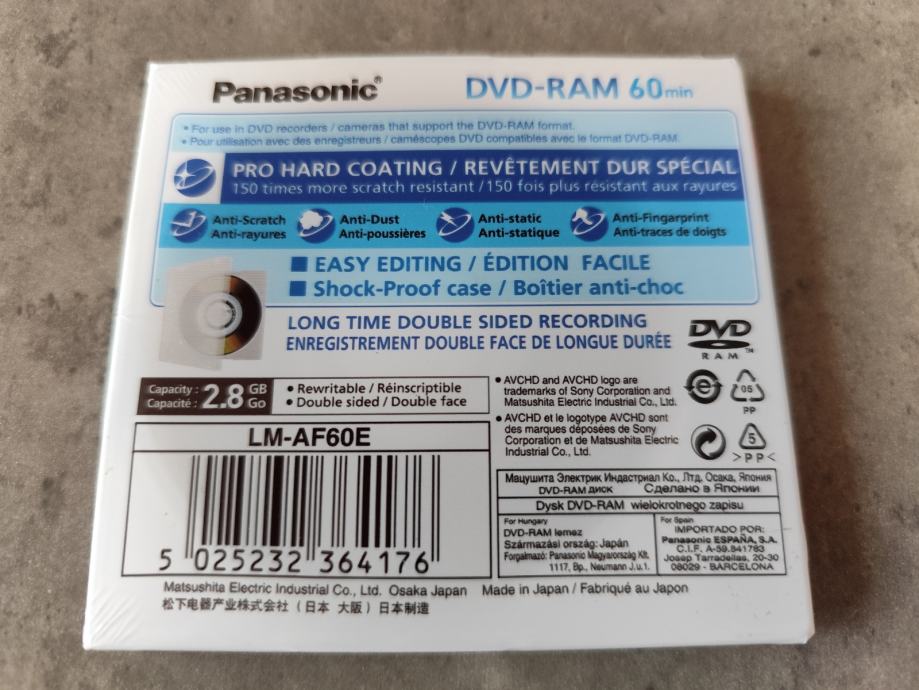 Panasonic®
DVD-RAM 60min
• For use in DVD recorders / cameras that support the DVD-RAM format.
• Pour utilisation avec des enregistreurs / caméscopes DVD compatibles avec le format DVD-RAM.
PRO HARD COATING / REVÊTEMENT DUR SPÉCIAL
150 times more scratch resistant / 150 fois plus résistant aux rayures
Anti-Scratch
Anti-rayures
Anti-Dust
Anti-poussières
Anti-static
Anti-statique
Anti-Fingarprint
Anti-traces de doigts
■ EASY EDITING / ÉDITION FACILE
■ Shock-Proof case / Boîtier anti-choc
LONG TIME DOUBLE SIDED RECORDING
ENREGISTREMENT DOUBLE FACE DE LONGUE DURÉE
DVD
RAM™
Capacity :
Capacité :
2.8 GB
Go
• Rewritable / Réinscriptible
• Double sided / Double face
• AVCHD and AVCHD logo are
trademarks of Sony Corporation and
Matsushita Electric Industrial Co., Ltd.
• AVCHD et le logotype AVCHD sont
des marques déposées de Sony
Corporation et de Matsushita Electric
Industrial Co., Ltd.
e
05
PP
5
>PP<
LM-AF60E
5 025232 364176
Мацушита Электрик Индастриал Ко., Лтд. Осака, Япония
DVD-RAM диск Сделано в Японии
Dysk DVD-RAM wielokrotnego zapisu
For Hungary
DVD-RAM lemez
Származási ország: Japán
Forgalmazó: Panasonic Magyarország Kft.
1117, Bp., Neumann J.u.1.
For Spain
IMPORTADO POR:
Panasonic ESPAÑA, S.A.
C.I.F. A-59.841783
Josep Tarradellas, 20-30
08029 - BARCELONA
Matsushita Electric Industrial Co., Ltd. Osaka Japan Made in Japan / Fabriqué au Japon
松下电器产业株式会社（日本 大阪）日本制造